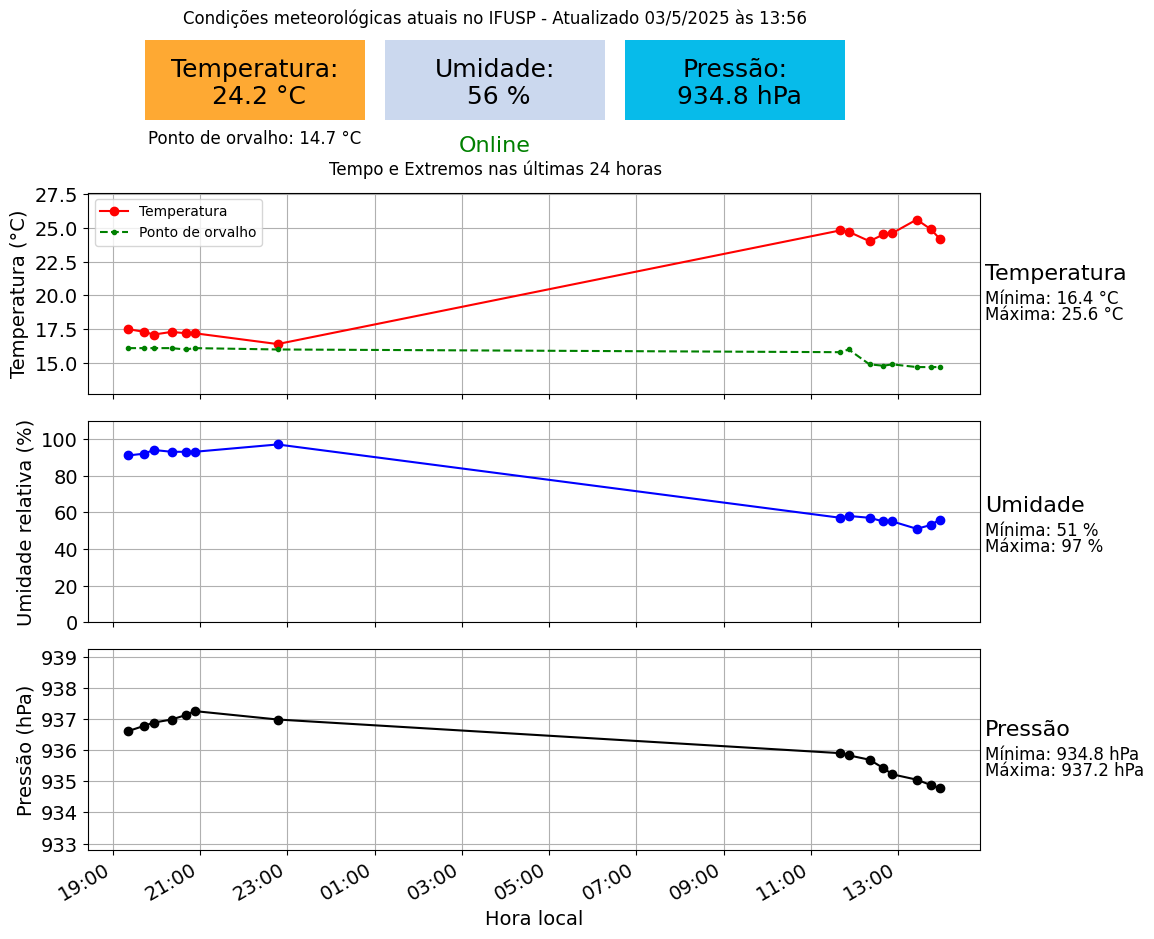 Condições meteorológicas atuais no IFUSP - Atualizado 03/5/2025 às 13:56
Temperatura:
24.2 °C
Umidade:
56 %
Pressão:
934.8 hPa
Ponto de orvalho: 14.7 °C
Online
Tempo e Extremos nas últimas 24 horas
Temperatura (°C)
27.5
25.0
22.5
20.0
17.5
15.0
Temperatura
Ponto de orvalho
Temperatura
Mínima: 16.4 °C
Máxima: 25.6 °C
Umidade relativa (%)
100
80
60
40
20
0
Umidade
Mínima: 51 %
Máxima: 97 %
Pressão (hPa)
939
938
937
936
935
934
933
Pressão
Mínima: 934.8 hPa
Máxima: 937.2 hPa
19:00 21:00 23:00 01:00 03:00 05:00 07:00 09:00 11:00 13:00
Hora local